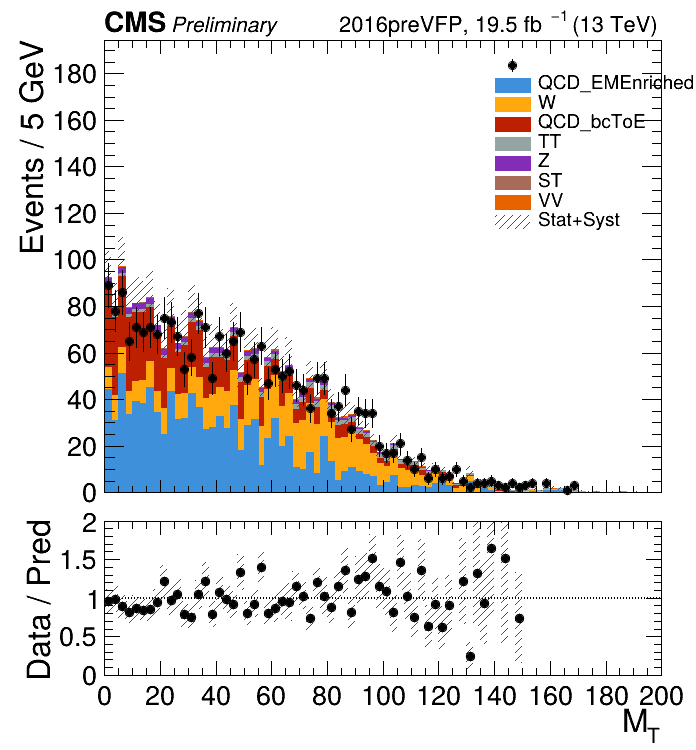 CMS Preliminary 2016preVFP, 19.5 fb⁻¹ (13 TeV)
Events / 5 GeV
180
160
140
120
100
80
60
40
20
0
QCD_EMEnriched
W
QCD_bcToE
TT
Z
ST
VV
Stat+Syst
Data / Pred
2
1.5
1
0.5
0
0 20 40 60 80 100 120 140 160 180 200
M_T